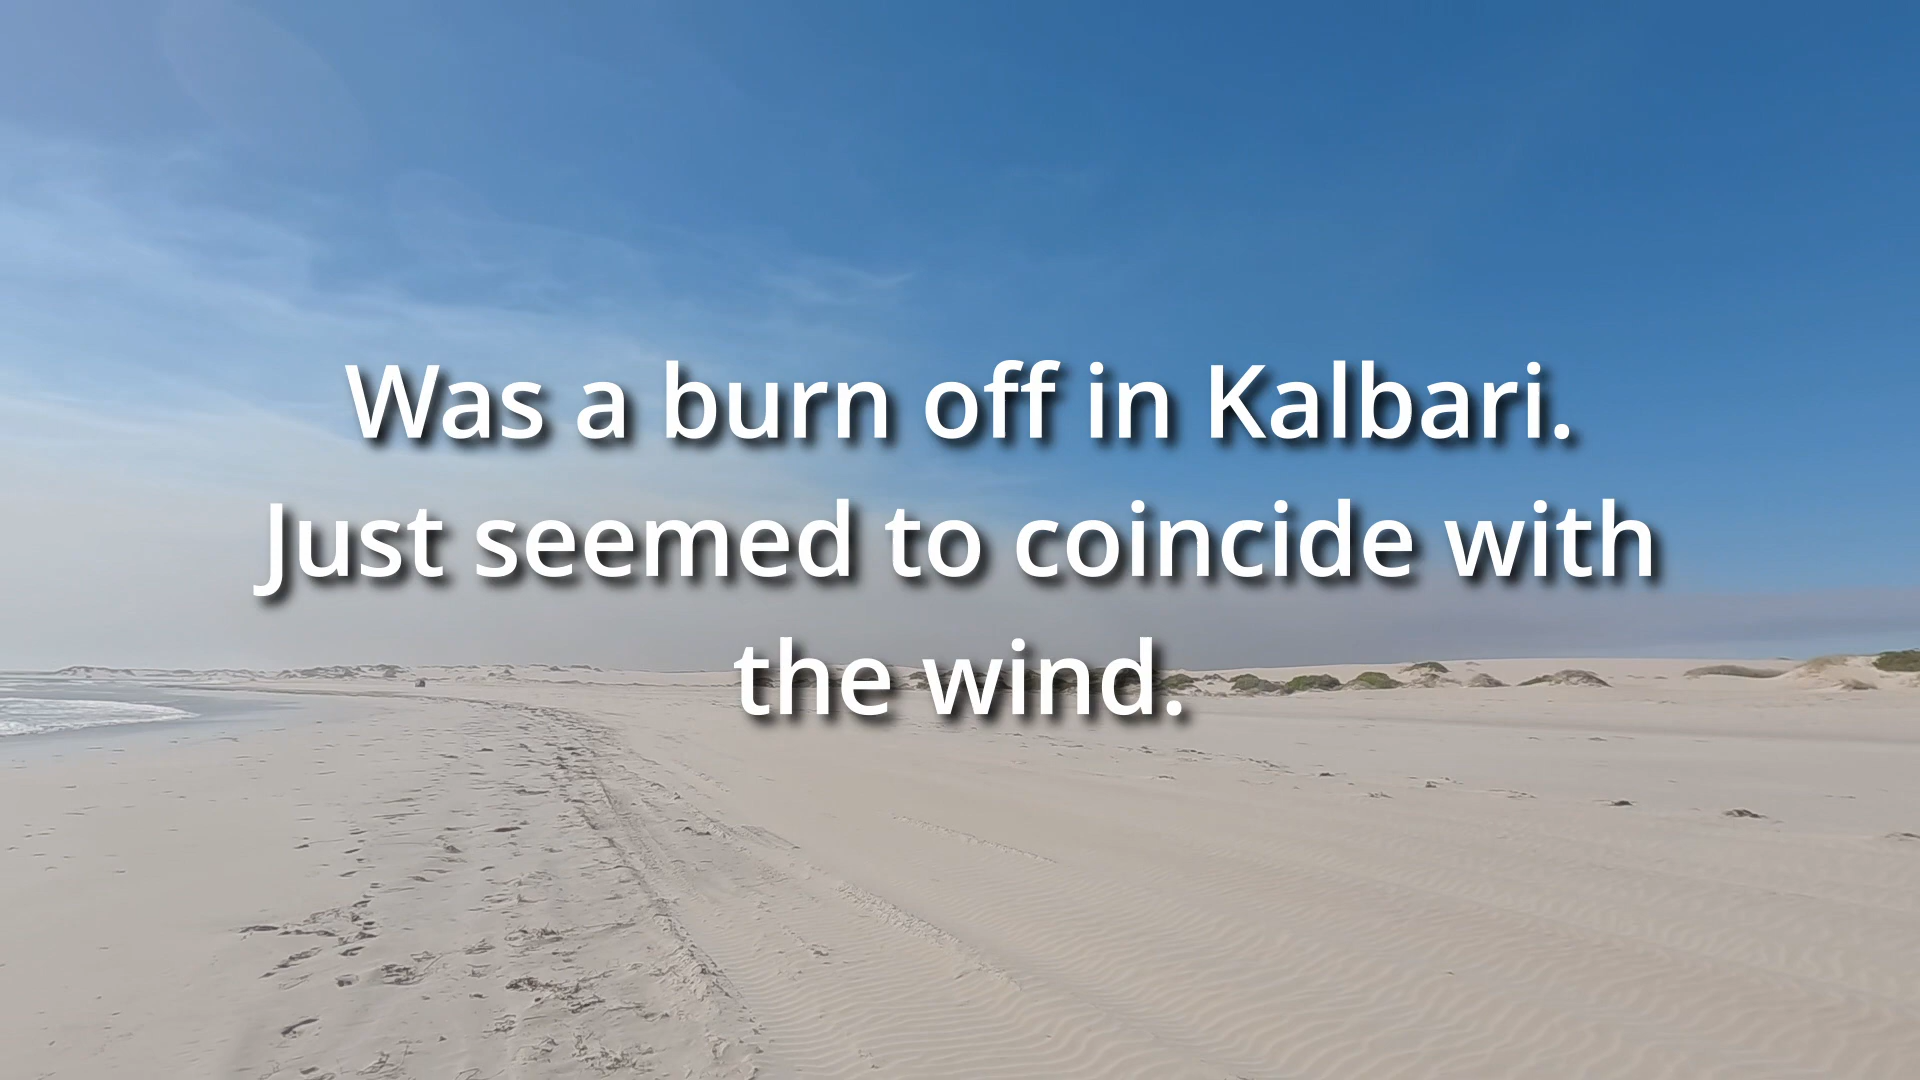 Was a burn off in Kalbari.
Just seemed to coincide with
the wind.